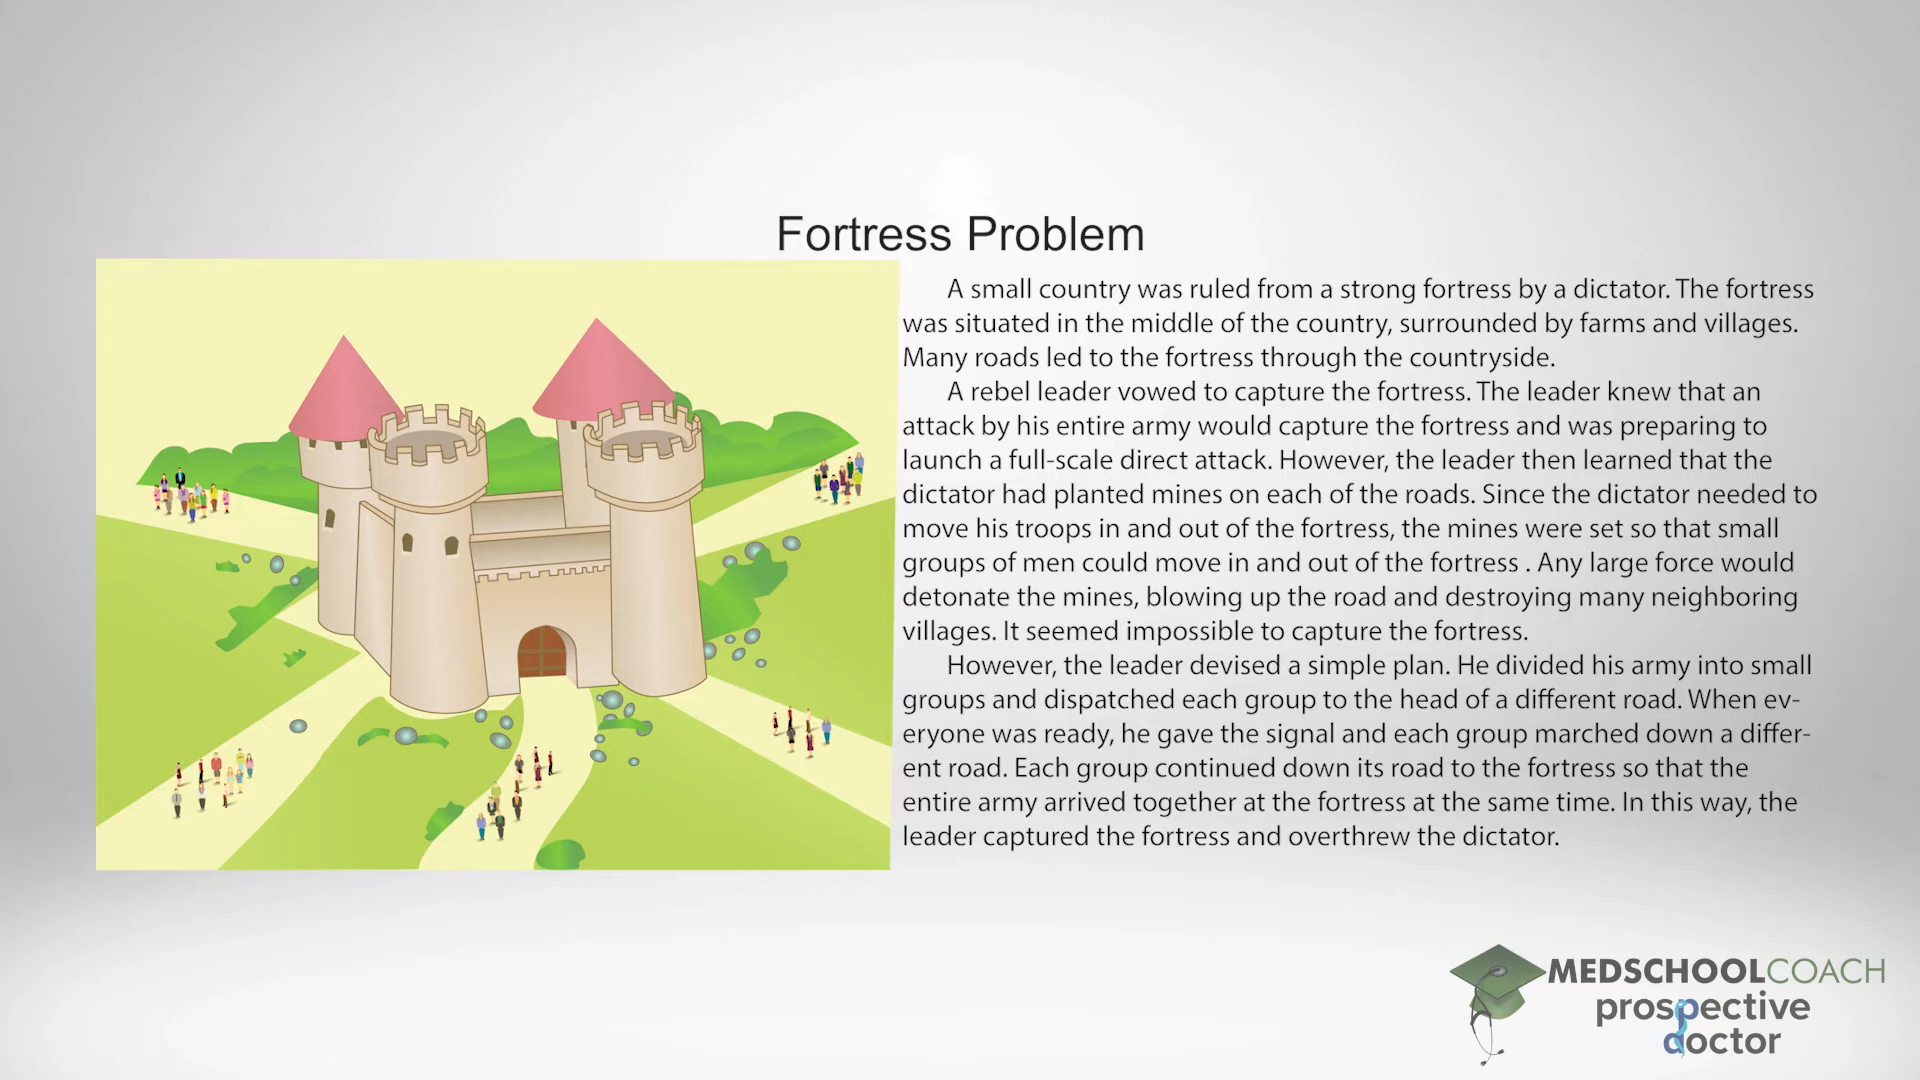 Fortress Problem
A small country was ruled from a strong fortress by a dictator. The fortress
was situated in the middle of the country, surrounded by farms and villages.
Many roads led to the fortress through the countryside.
A rebel leader vowed to capture the fortress. The leader knew that an
attack by his entire army would capture the fortress and was preparing to
launch a full-scale direct attack. However, the leader then learned that the
dictator had planted mines on each of the roads. Since the dictator needed to
move his troops in and out of the fortress, the mines were set so that small
groups of men could move in and out of the fortress . Any large force would
detonate the mines, blowing up the road and destroying many neighboring
villages. It seemed impossible to capture the fortress.
However, the leader devised a simple plan. He divided his army into small
groups and dispatched each group to the head of a different road. When ev-
eryone was ready, he gave the signal and each group marched down a differ-
ent road. Each group continued down its road to the fortress so that the
entire army arrived together at the fortress at the same time. In this way, the
leader captured the fortress and overthrew the dictator.
MEDSCHOOLCOACH
prospective
doctor